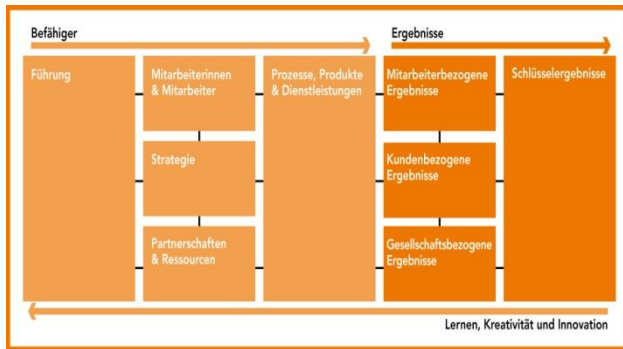 Befähiger
Ergebnisse
Führung
Mitarbeiterinnen
& Mitarbeiter
Strategie
Partnerschaften
& Ressourcen
Prozesse, Produkte
& Dienstleistungen
Mitarbeiterbezogene
Ergebnisse
Kundenbezogene
Ergebnisse
Gesellschaftsbezogene
Ergebnisse
Schlüsselergebnisse
Lernen, Kreativität und Innovation